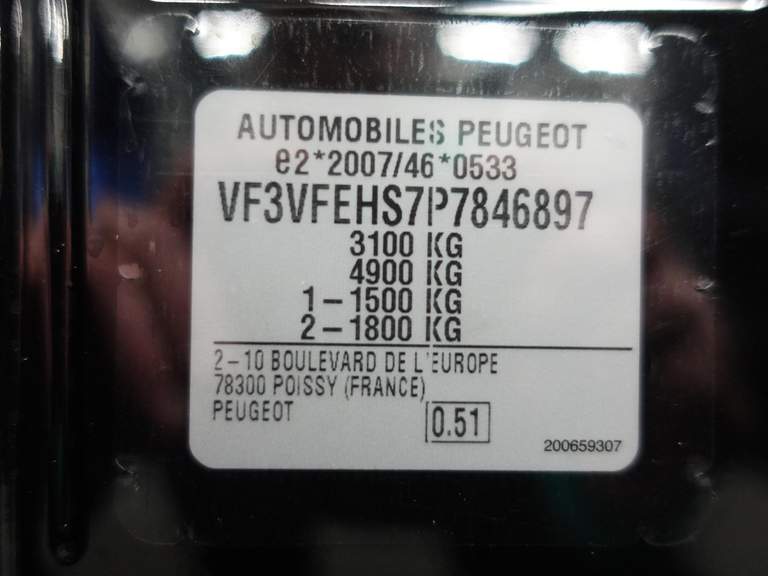 AUTOMOBILES PEUGEOT
e2*2007/46*0533
VF3VFEHS7P7846897
3100 KG
4900 KG
1-1500 KG
2-1800 KG
2-10 BOULEVARD DE L'EUROPE
78300 POISSY (FRANCE)
PEUGEOT
0.51
200659307